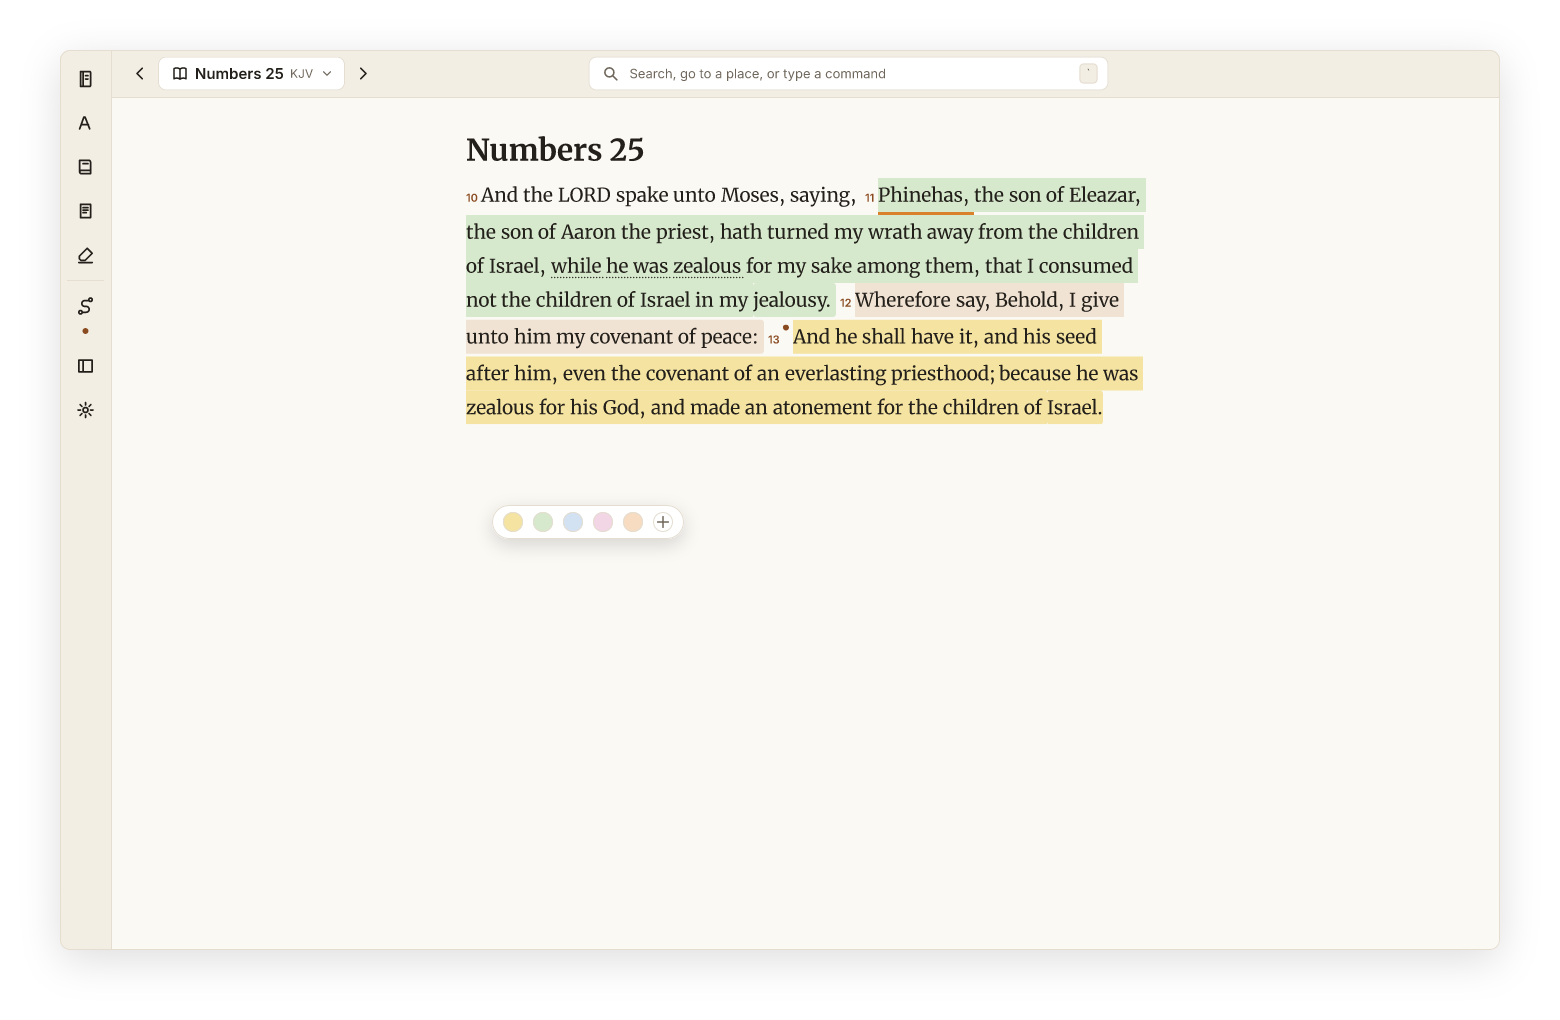 Numbers 25 KJV
Search, go to a place, or type a command
Numbers 25
10 And the LORD spake unto Moses, saying, 11 Phinehas, the son of Eleazar,
the son of Aaron the priest, hath turned my wrath away from the children
of Israel, while he was zealous for my sake among them, that I consumed
not the children of Israel in my jealousy. 12 Wherefore say, Behold, I give
unto him my covenant of peace: 13 And he shall have it, and his seed
after him, even the covenant of an everlasting priesthood; because he was
zealous for his God, and made an atonement for the children of Israel.